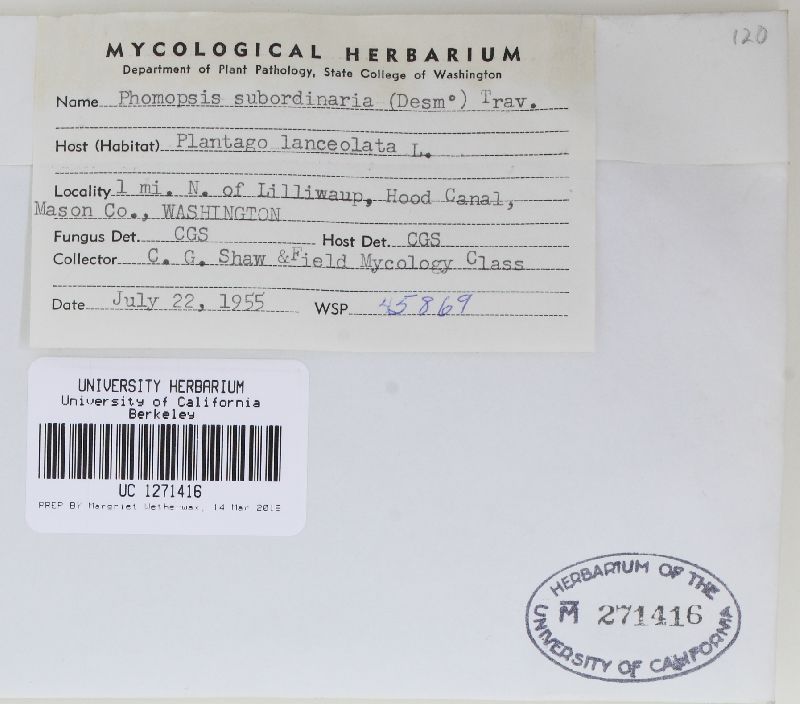 120
MYCOLOGICAL HERBARIUM
Department of Plant Pathology, State College of Washington
Name Phomopsis subordinaria (Desm°) Trav.
Host (Habitat) Plantago lanceolata L.
Locality 1 mi. N. of Lilliwaup, Hood Canal,
Mason Co., WASHINGTON
Fungus Det. CGS Host Det. CGS
Collector C. G. Shaw &Field Mycology Class
Date July 22, 1955 WSP 45869
UNIVERSITY HERBARIUM
University of California
Berkeley
UC 1271416
PREP BY Margriet Wetherwax, 14 Mar
HERBARIUM OF THE
M 271416
UNIVERSITY OF CALIFORNIA